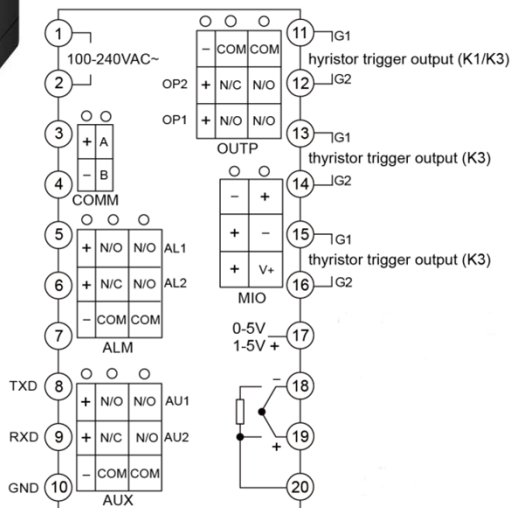 1
100-240VAC~
2
3
+ A
4
− B
COMM
5
+ N/O N/O AL1
6
+ N/C N/O AL2
7
− COM COM
ALM
TXD 8
+ N/O N/O AU1
RXD 9
+ N/C N/O AU2
GND 10
− COM COM
AUX
− COM COM
OP2 + N/C N/O
OP1 + N/O N/O
OUTP
− +
+ −
+ V+
MIO
11 G1
hyristor trigger output (K1/K3)
12 G2
13 G1
thyristor trigger output (K3)
14 G2
15 G1
thyristor trigger output (K3)
16 G2
0-5V
1-5V + 17
− 18
19
+
20